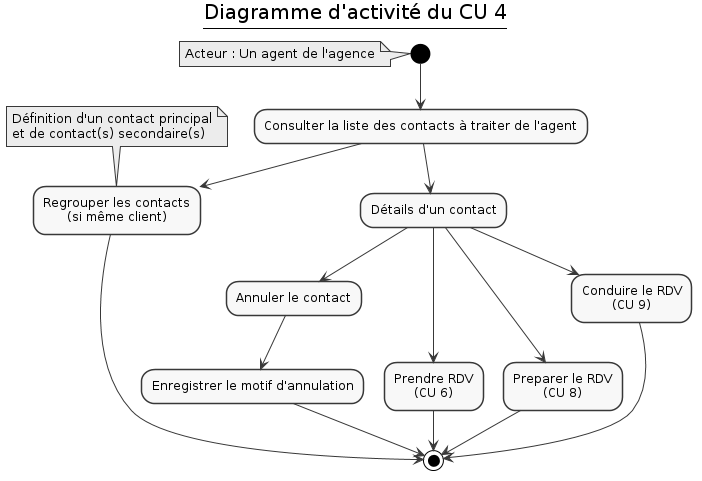 Diagramme d'activité du CU 4
Acteur : Un agent de l'agence
Définition d'un contact principal
et de contact(s) secondaire(s)
Consulter la liste des contacts à traiter de l'agent
Regrouper les contacts
(si même client)
Détails d'un contact
Annuler le contact
Conduire le RDV
(CU 9)
Enregistrer le motif d'annulation
Prendre RDV
(CU 6)
Preparer le RDV
(CU 8)